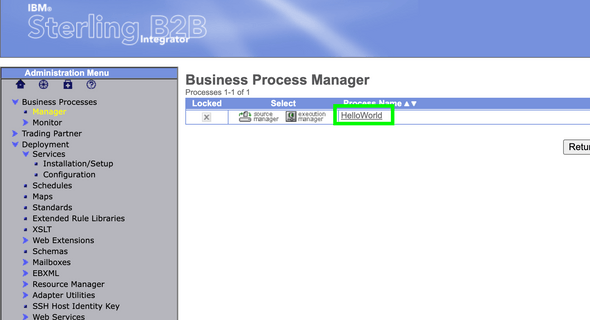 IBM®
Sterling B2B
Integrator
Administration Menu
Business Processes
Manager
Monitor
Trading Partner
Deployment
Services
Installation/Setup
Configuration
Schedules
Maps
Standards
Extended Rule Libraries
XSLT
Web Extensions
Schemas
Mailboxes
EBXML
Resource Manager
Adapter Utilities
SSH Host Identity Key
Web Services
Business Process Manager
Processes 1-1 of 1
Locked Select Process Name ▲▼
source manager execution manager HelloWorld
Retu